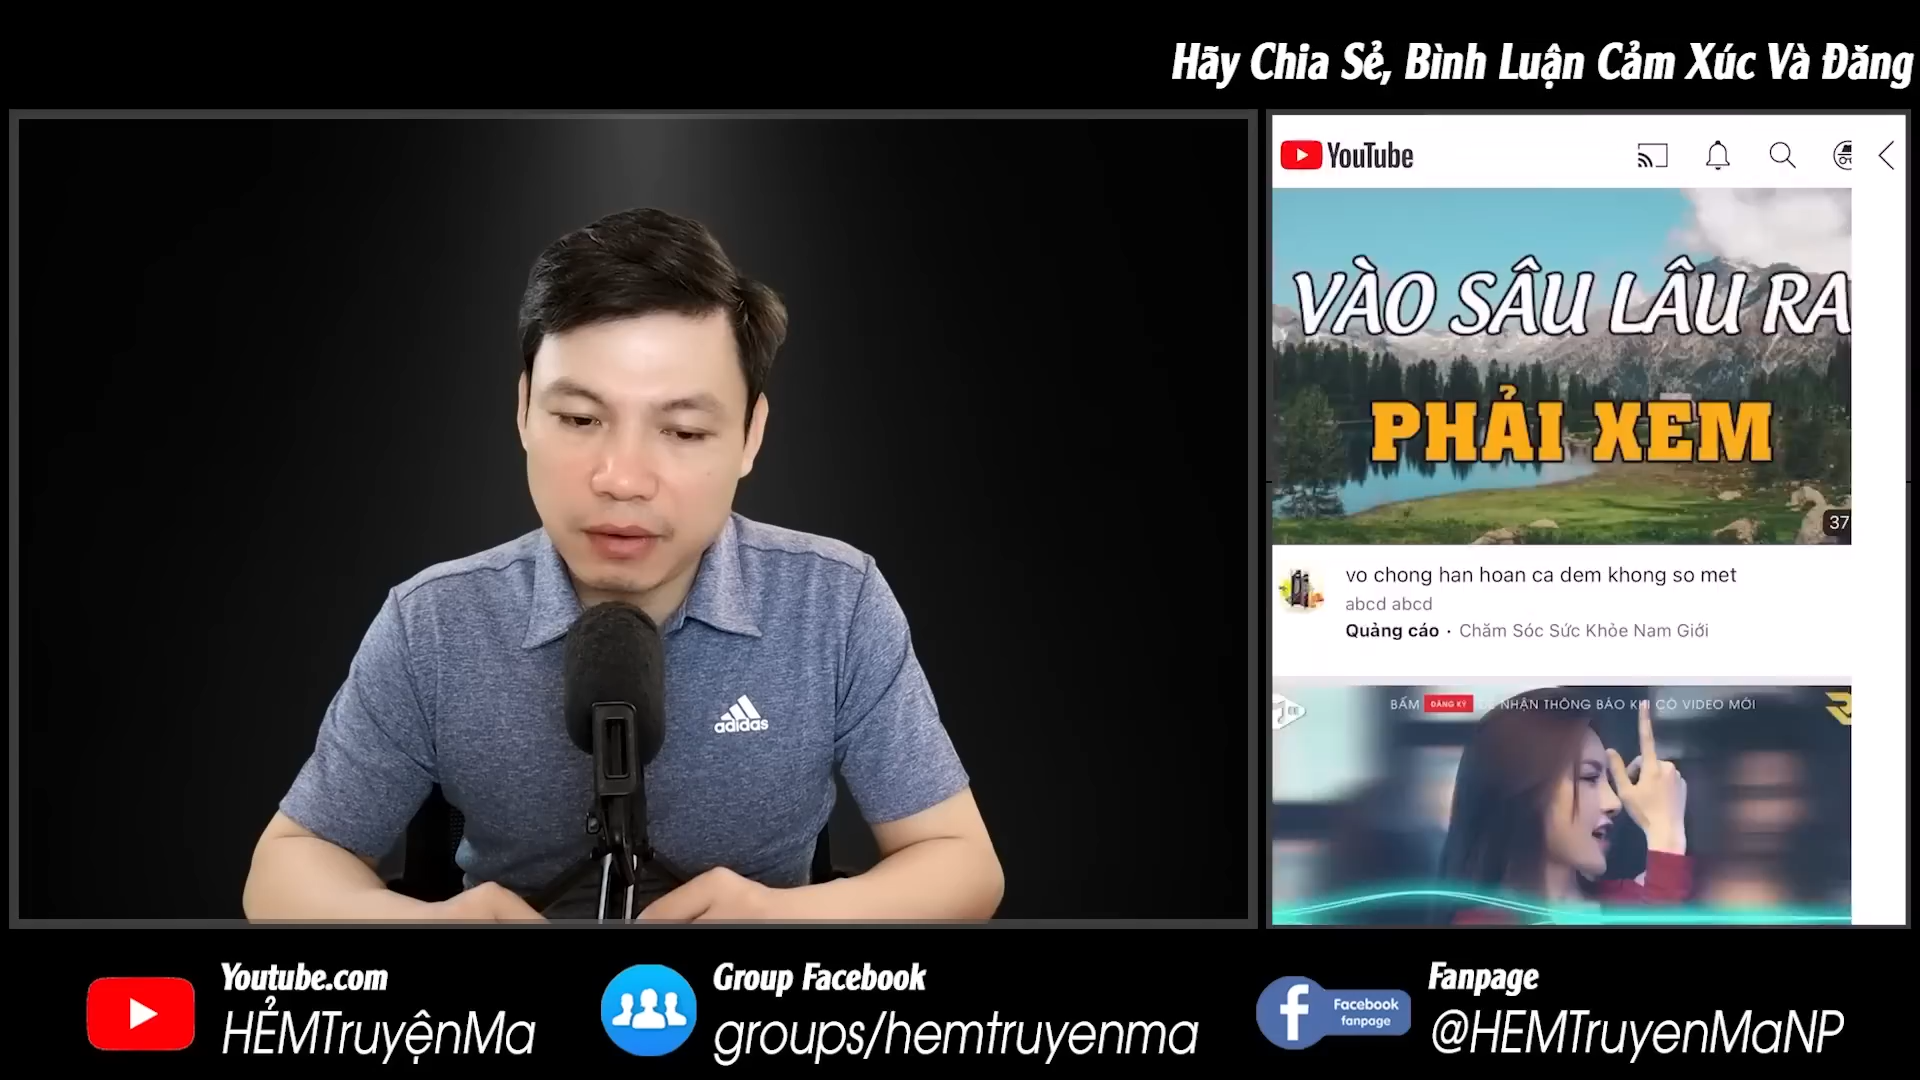 Hãy Chia Sẻ, Bình Luận Cảm Xúc Và Đăng
YouTube
VÀO SÂU LÂU RA
PHẢI XEM
37
vo chong han hoan ca dem khong so met
abcd abcd
Quảng cáo · Chăm Sóc Sức Khỏe Nam Giới
BẤM ĐĂNG KÝ ĐỂ NHẬN THÔNG BÁO KHI CÓ VIDEO MỚI
adidas
Youtube.com
HẺMTruyệnMa
Group Facebook
groups/hemtruyenma
Facebook
fanpage
Fanpage
@HEMTruyenMaNP